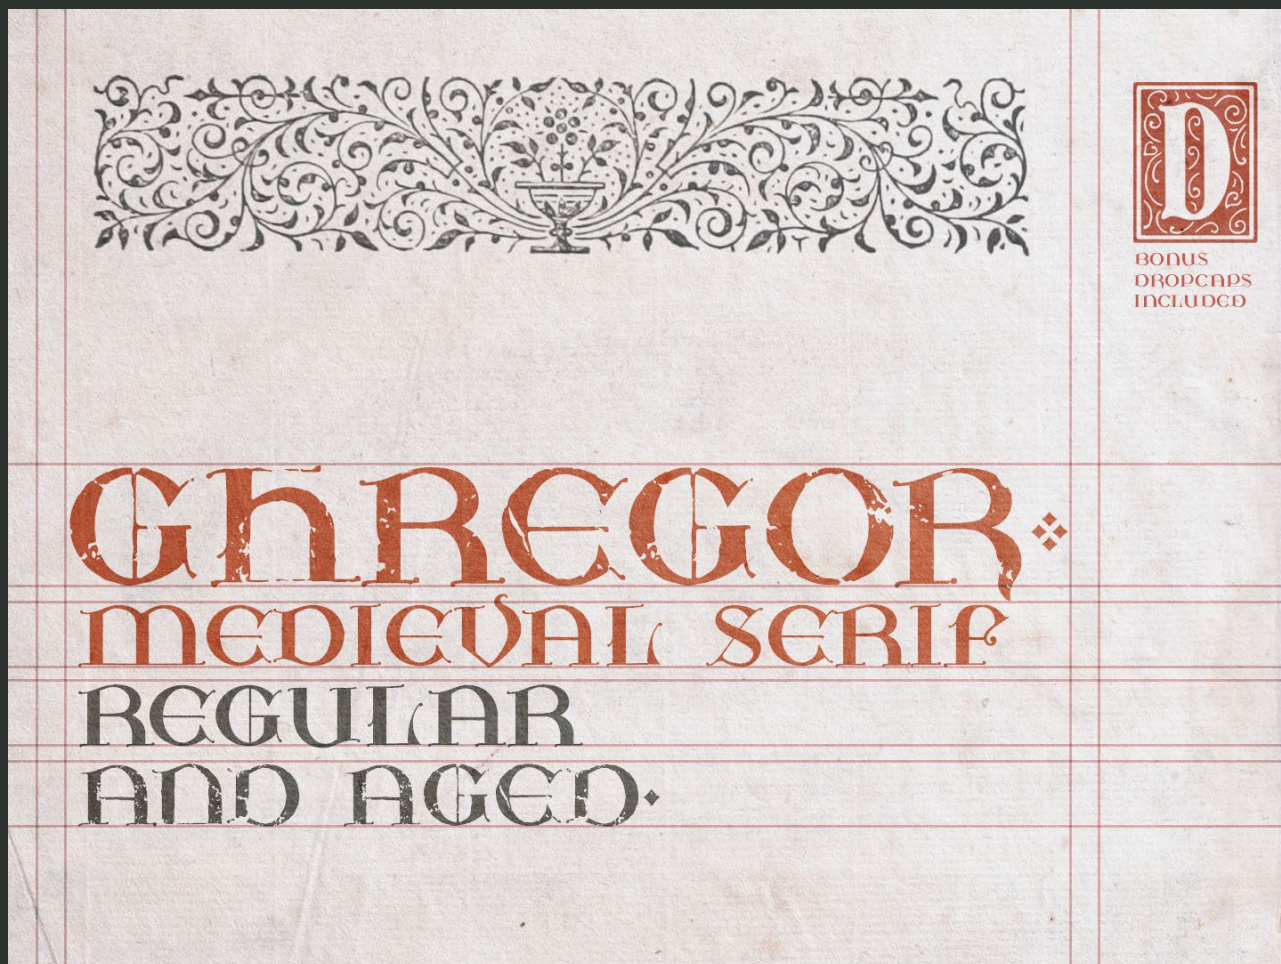 D
BONUS
DROPCAPS
INCLUDED
GHREGOR
MEDIEVAL SERIF
REGULAR
AND AGED